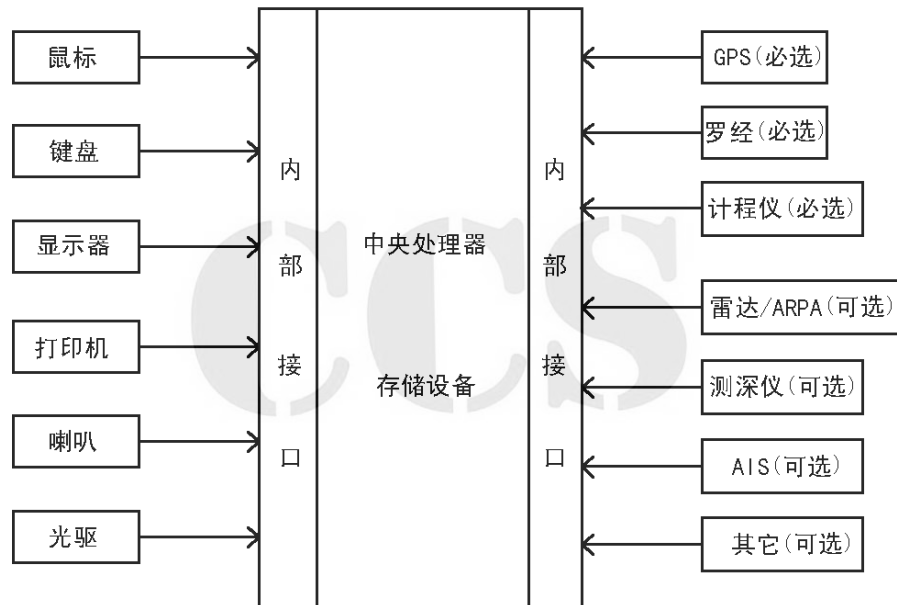 鼠标
键盘
显示器
打印机
喇叭
光驱
内部接口
中央处理器
存储设备
内部接口
GPS(必选)
罗经(必选)
计程仪(必选)
雷达/ARPA(可选)
测深仪(可选)
AIS(可选)
其它(可选)
CCS